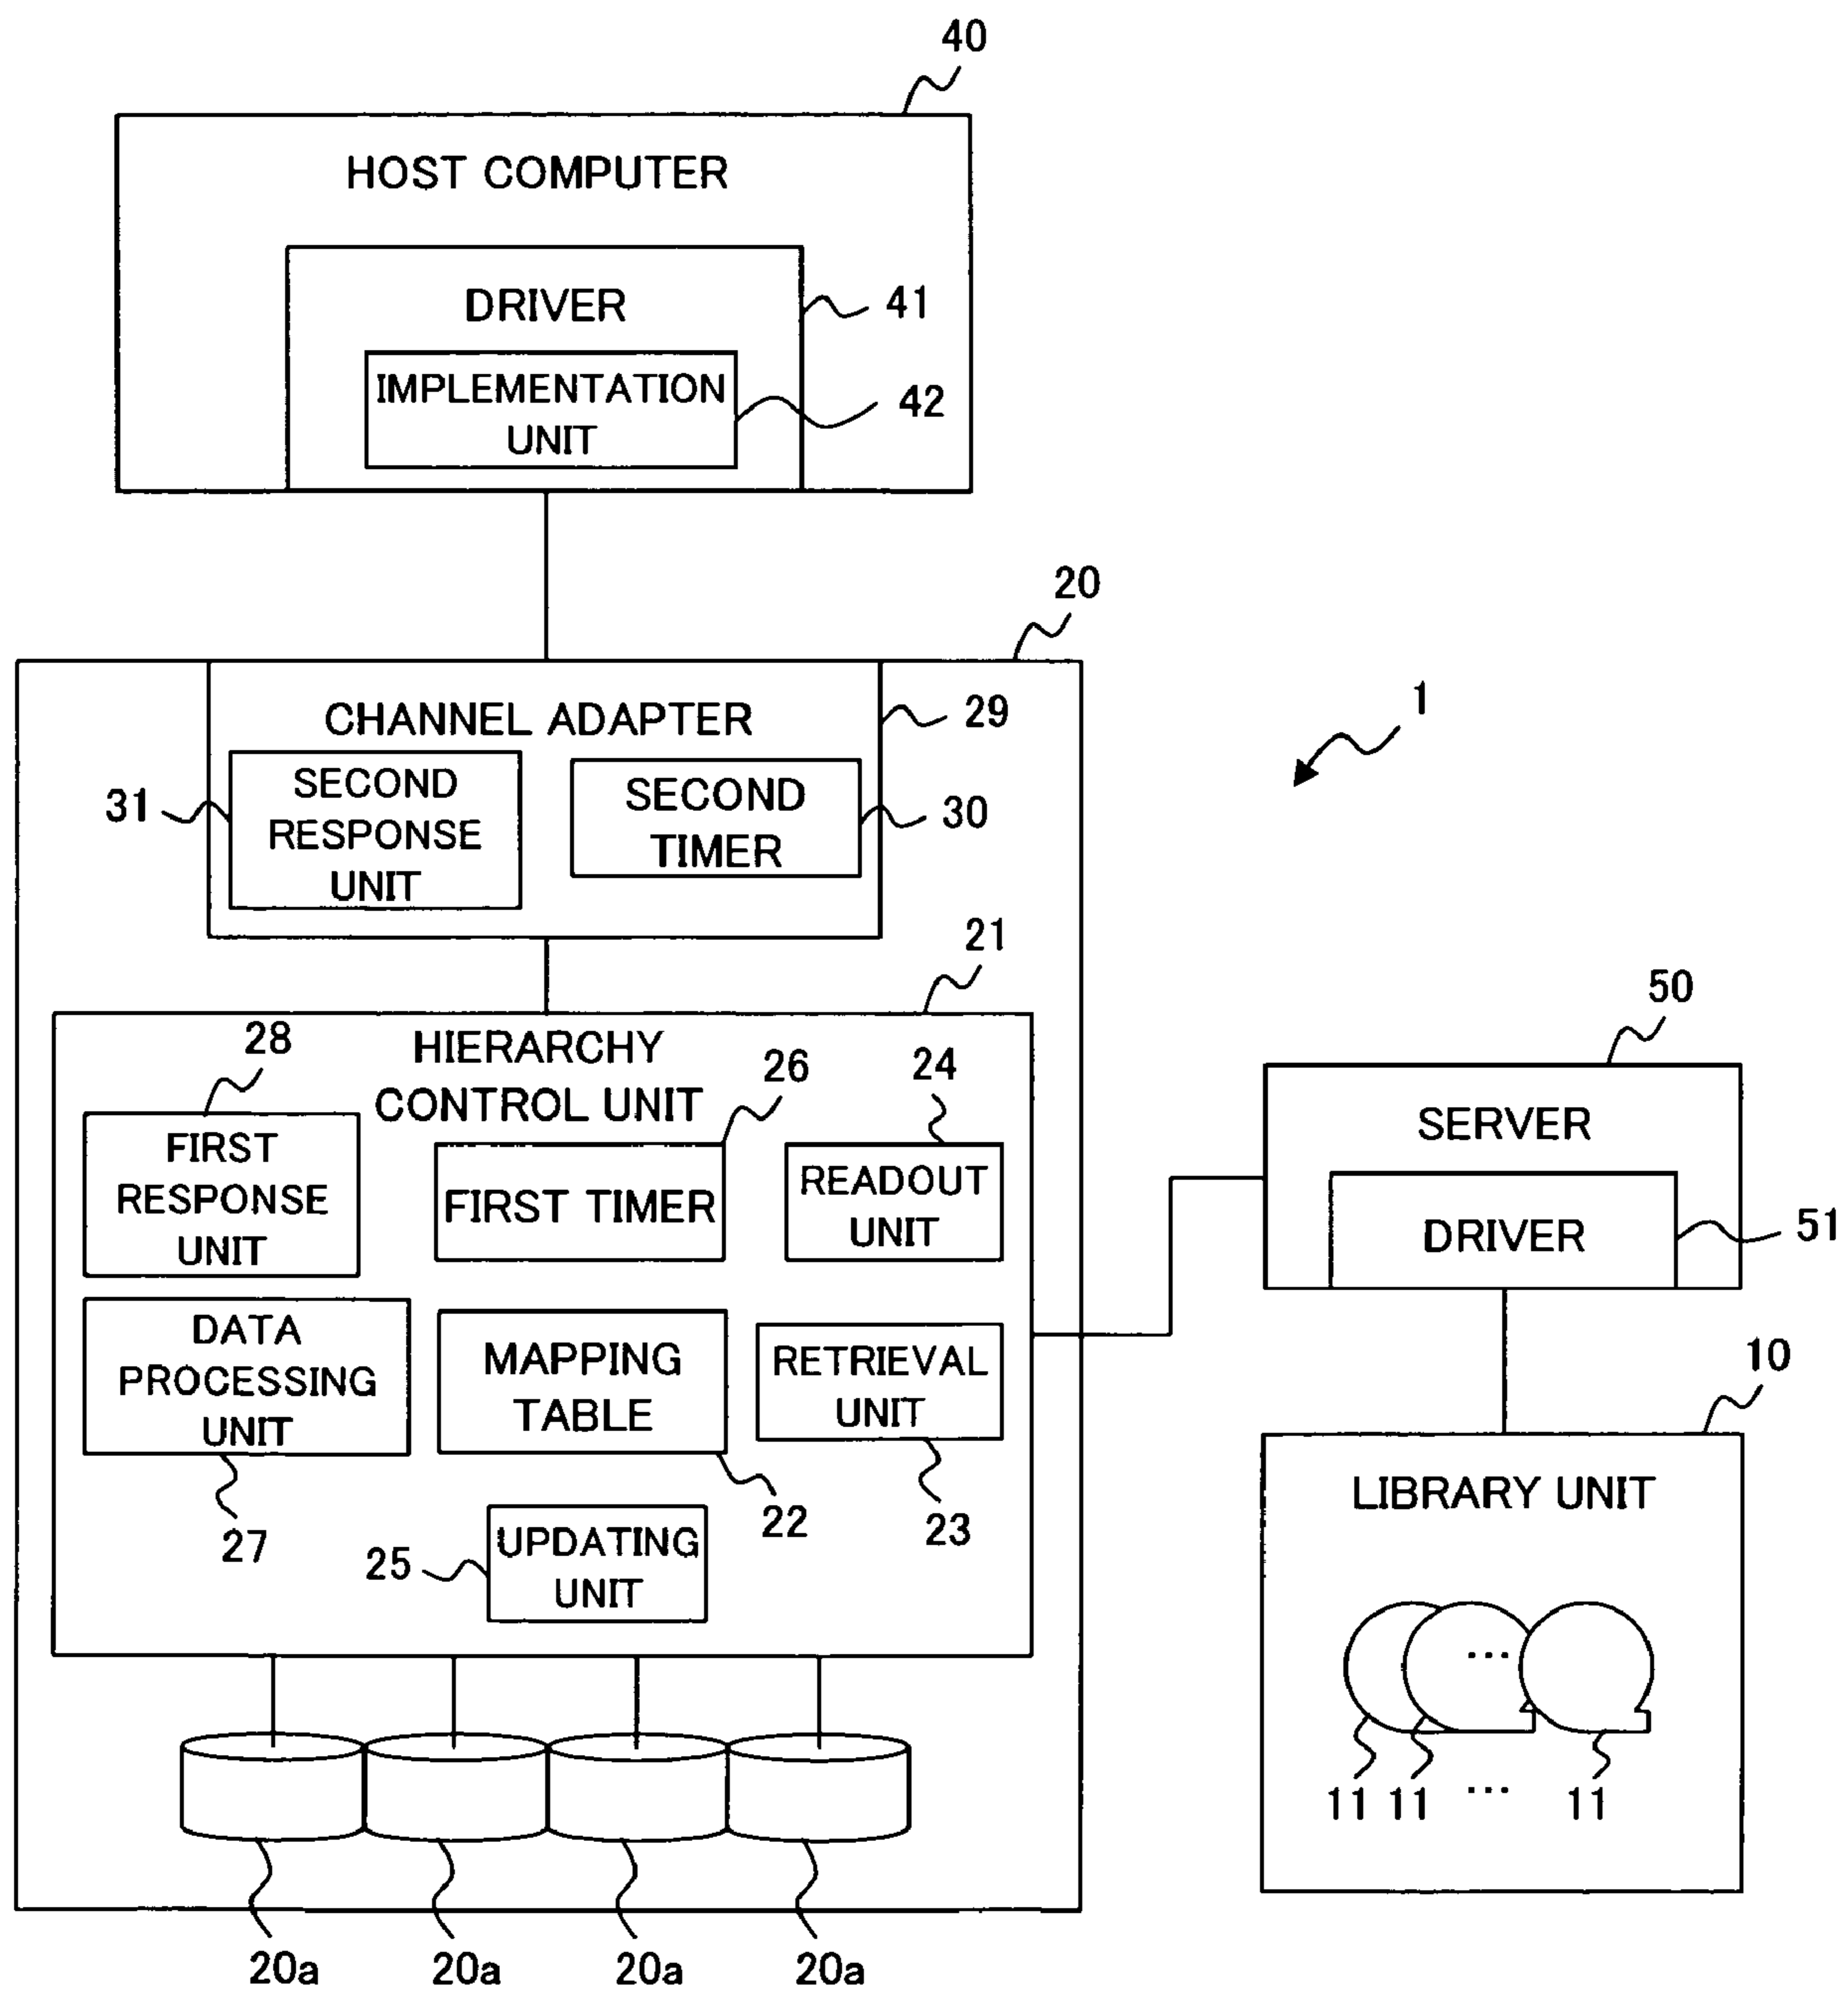 40
HOST COMPUTER
DRIVER
41
IMPLEMENTATION
UNIT
42
20
CHANNEL ADAPTER
29
1
SECOND
RESPONSE
UNIT
31
SECOND
TIMER
30
21
HIERARCHY
CONTROL UNIT
28
26
24
FIRST
RESPONSE
UNIT
FIRST TIMER
READOUT
UNIT
DATA
PROCESSING
UNIT
MAPPING
TABLE
RETRIEVAL
UNIT
27
22
23
25
UPDATING
UNIT
50
SERVER
DRIVER
51
10
LIBRARY UNIT
...
11 11 ... 11
20a 20a 20a 20a